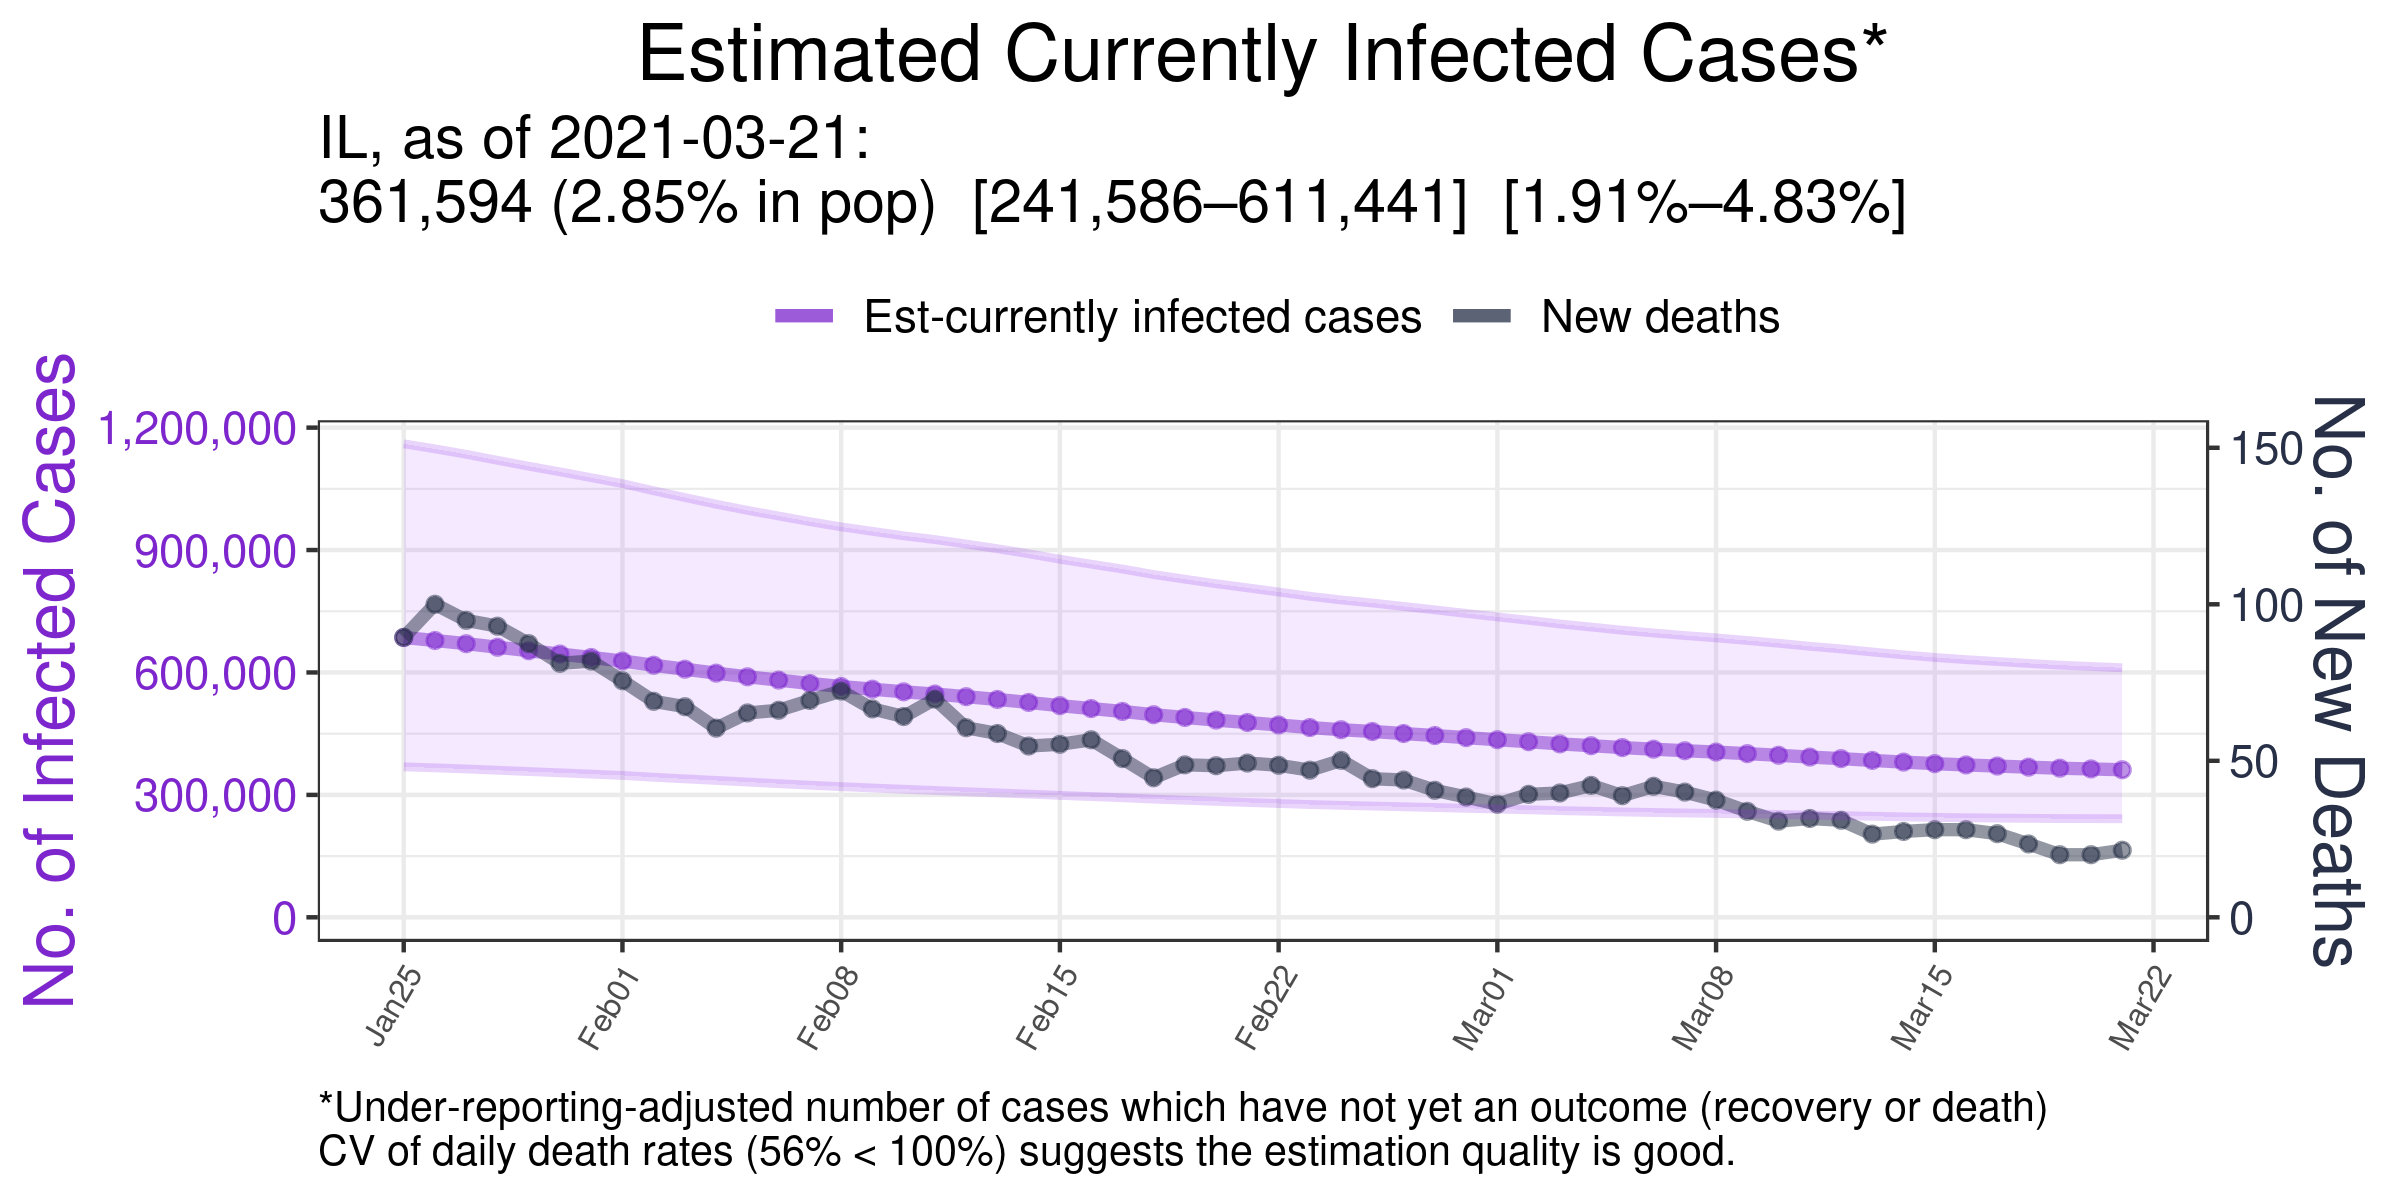 Estimated Currently Infected Cases*
IL, as of 2021-03-21:
361,594 (2.85% in pop)  [241,586–611,441]  [1.91%–4.83%]
Est-currently infected cases
New deaths
No. of Infected Cases
1,200,000
900,000
600,000
300,000
0
150
100
50
0
No. of New Deaths
Jan25
Feb01
Feb08
Feb15
Feb22
Mar01
Mar08
Mar15
Mar22
*Under-reporting-adjusted number of cases which have not yet an outcome (recovery or death)
CV of daily death rates (56% < 100%) suggests the estimation quality is good.